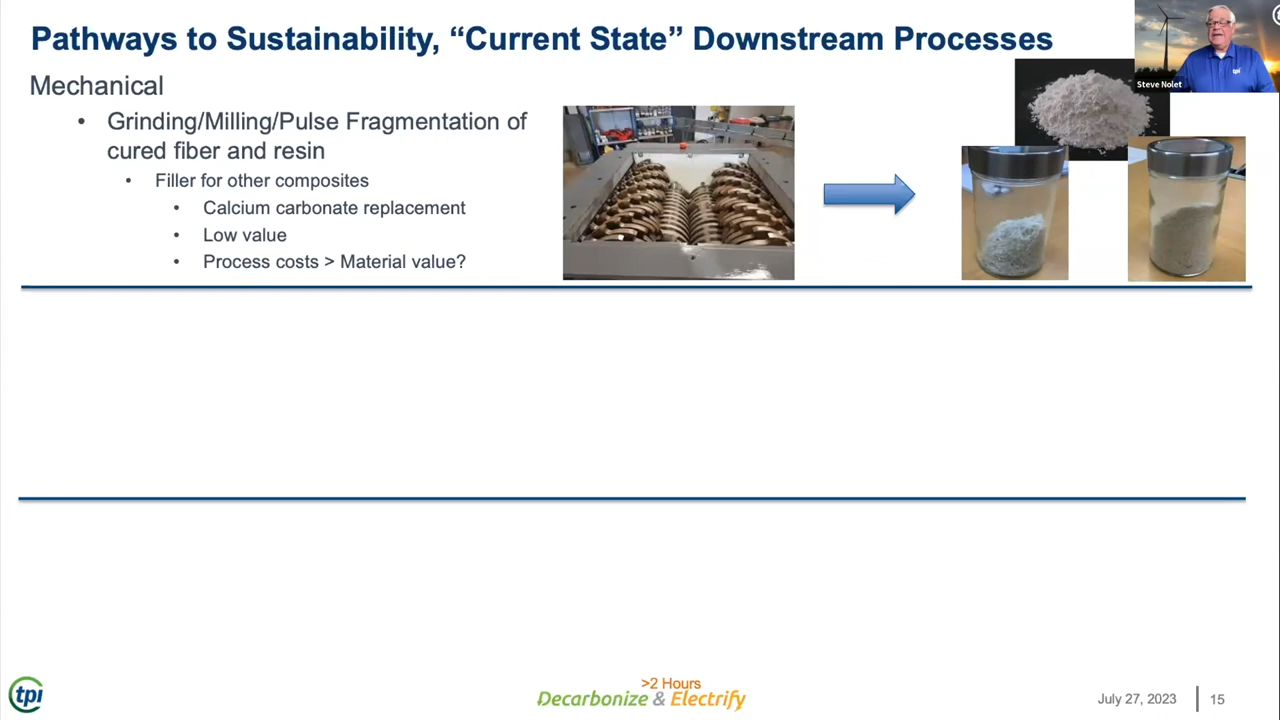 Pathways to Sustainability, “Current State” Downstream Processes
Steve Nolet
tpi
Mechanical
• Grinding/Milling/Pulse Fragmentation of
cured fiber and resin
• Filler for other composites
• Calcium carbonate replacement
• Low value
• Process costs > Material value?
tpi
>2 Hours
Decarbonize & Electrify
July 27, 2023
15